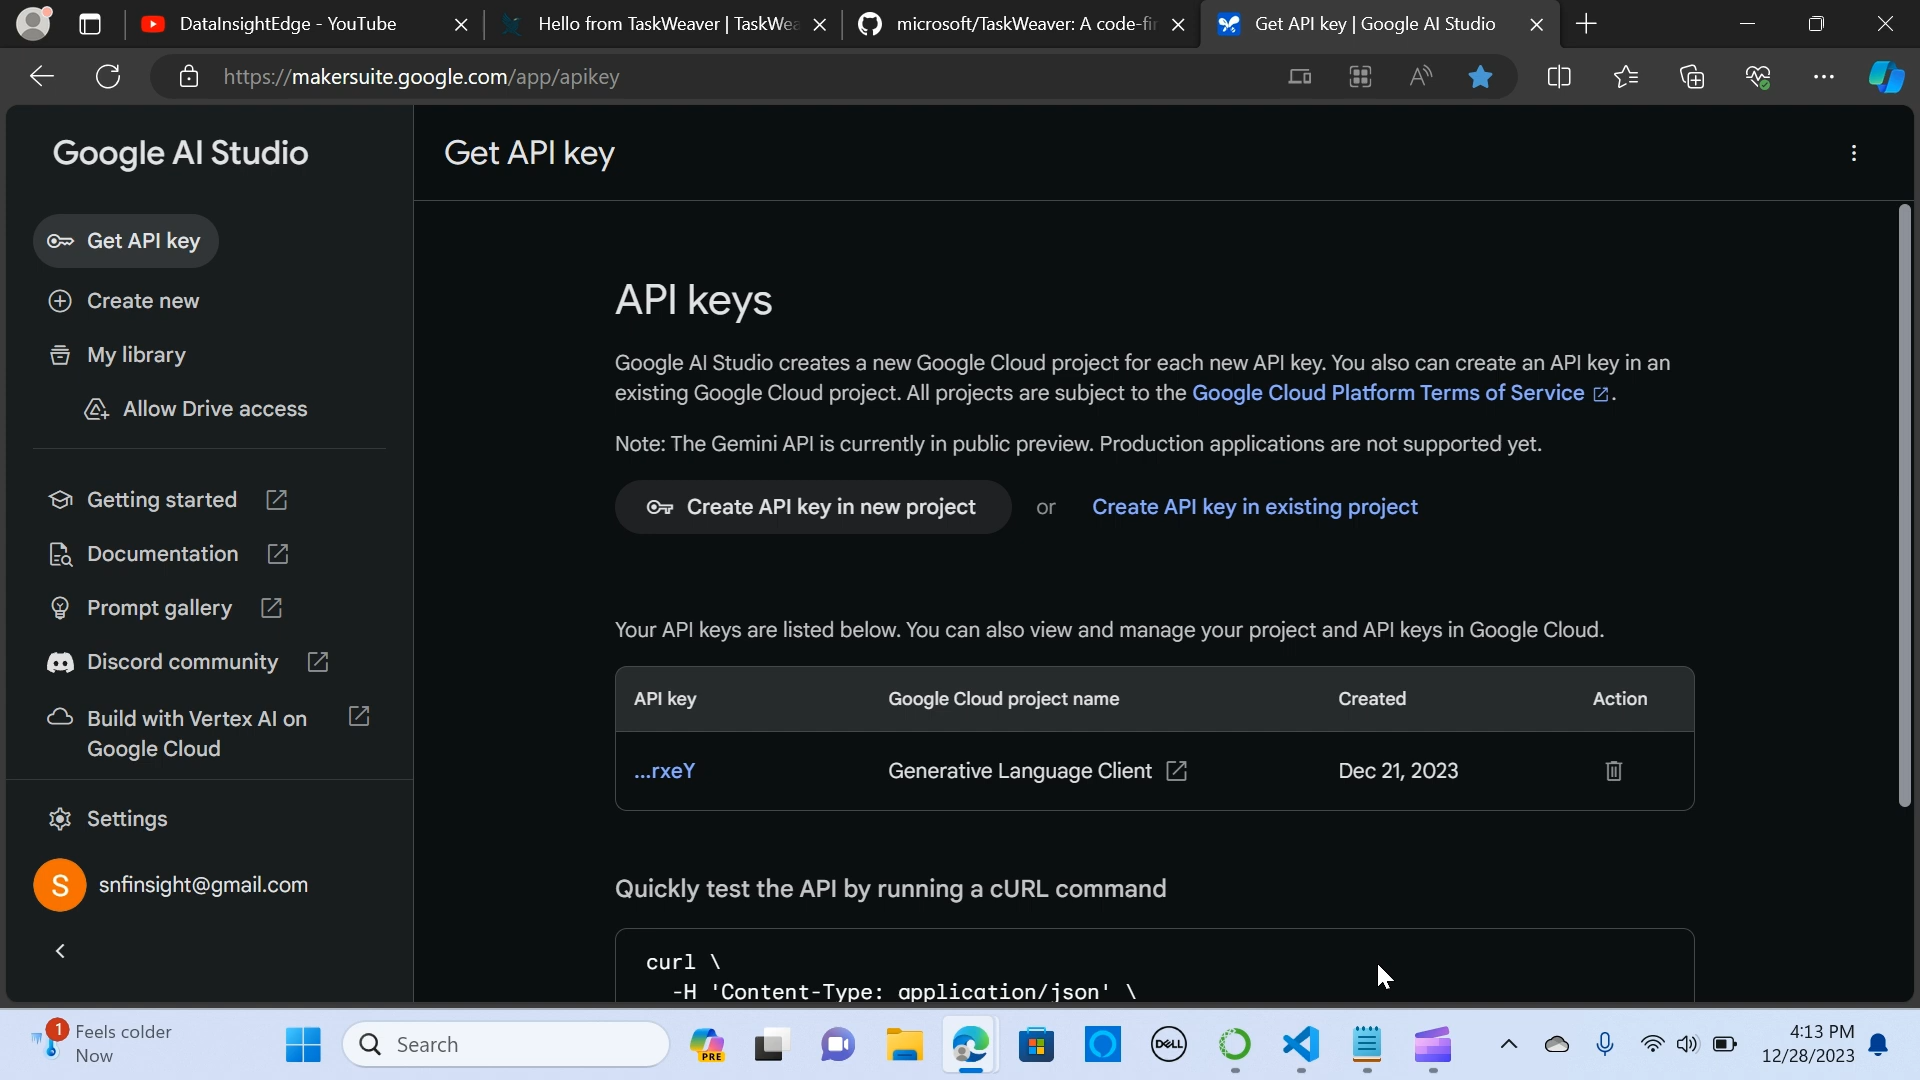 DataInsightEdge - YouTube
Hello from TaskWeaver | TaskWea
microsoft/TaskWeaver: A code-fir
Get API key | Google AI Studio
https://makersuite.google.com/app/apikey
Google AI Studio
Get API key
Get API key
Create new
My library
Allow Drive access
Getting started
Documentation
Prompt gallery
Discord community
Build with Vertex AI on
Google Cloud
Settings
S
snfinsight@gmail.com
API keys
Google AI Studio creates a new Google Cloud project for each new API key. You also can create an API key in an
existing Google Cloud project. All projects are subject to the Google Cloud Platform Terms of Service .
Note: The Gemini API is currently in public preview. Production applications are not supported yet.
Create API key in new project or Create API key in existing project
Your API keys are listed below. You can also view and manage your project and API keys in Google Cloud.
API key Google Cloud project name Created Action
...rxeY Generative Language Client Dec 21, 2023
Quickly test the API by running a cURL command
curl \
-H 'Content-Type: application/json' \
1
Feels colder
Now
Search
PRE
DELL
4:13 PM
12/28/2023